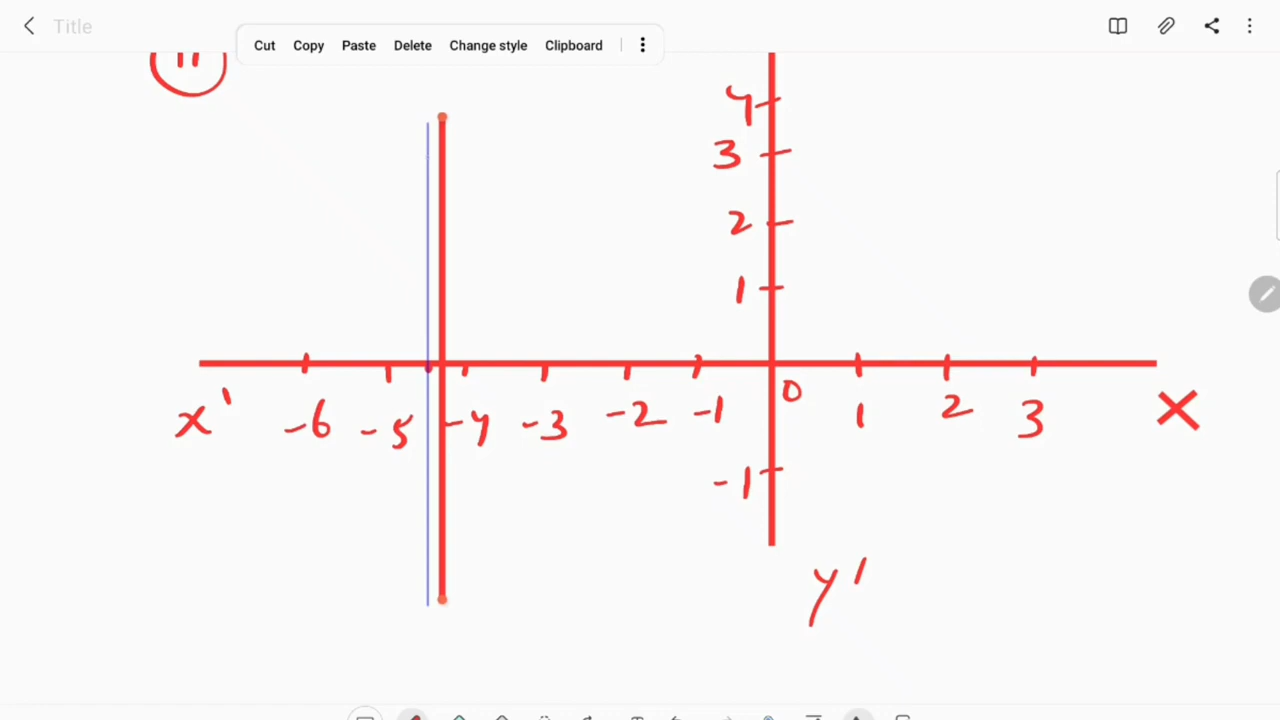 Title
Cut Copy Paste Delete Change style Clipboard
11
4
3
2
1
x' -6 -5 -4 -3 -2 -1 0 1 2 3 X
-1
y'